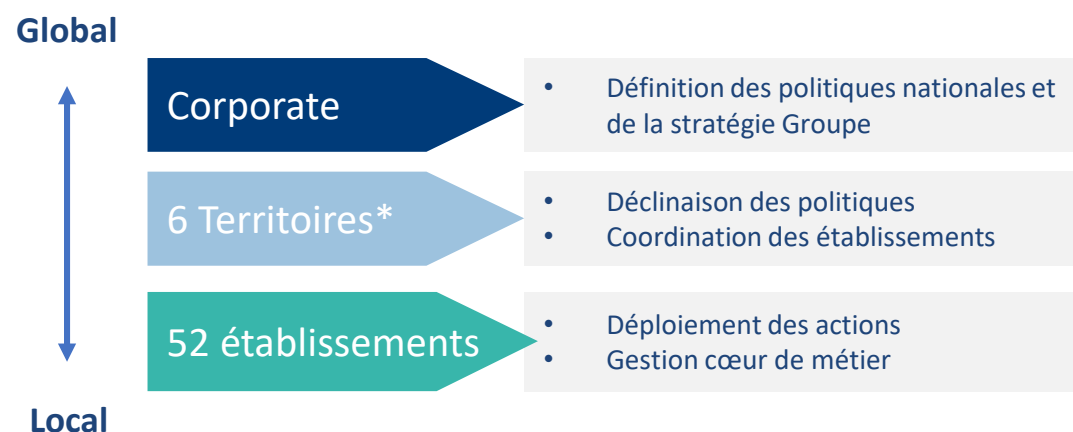 Global
Corporate
• Définition des politiques nationales et
de la stratégie Groupe
6 Territoires*
• Déclinaison des politiques
• Coordination des établissements
52 établissements
• Déploiement des actions
• Gestion cœur de métier
Local